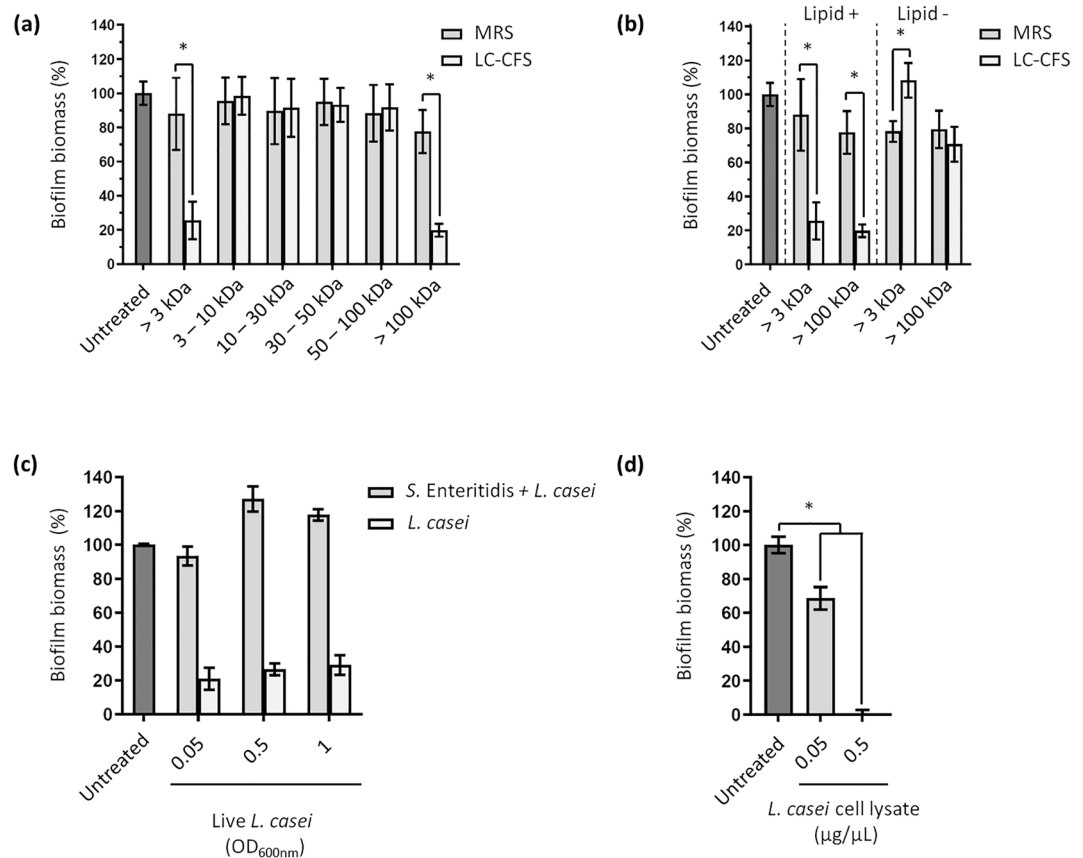 (a)
140
120
100
80
60
40
20
0
Biofilm biomass (%)
*
*
MRS
LC-CFS
Untreated
> 3 kDa
3 – 10 kDa
10 – 30 kDa
30 – 50 kDa
50 – 100 kDa
> 100 kDa
(b)
Lipid +
Lipid -
140
120
100
80
60
40
20
0
Biofilm biomass (%)
*
*
*
MRS
LC-CFS
Untreated
> 3 kDa
> 100 kDa
> 3 kDa
> 100 kDa
(c)
140
120
100
80
60
40
20
0
Biofilm biomass (%)
S. Enteritidis + L. casei
L. casei
Untreated
0.05
0.5
1
Live L. casei
(OD600nm)
(d)
140
120
100
80
60
40
20
0
Biofilm biomass (%)
*
Untreated
0.05
0.5
L. casei cell lysate
(µg/µL)